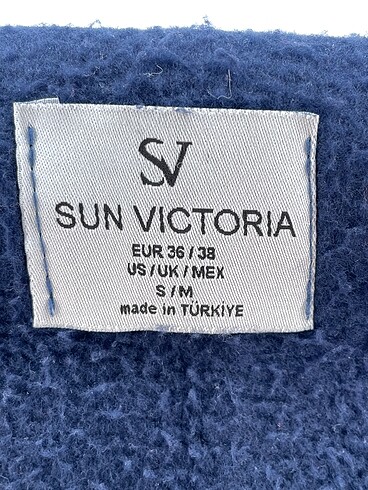 SV
SUN VICTORIA
EUR 36 / 38
US / UK / MEX
S / M
made in TÜRKİYE